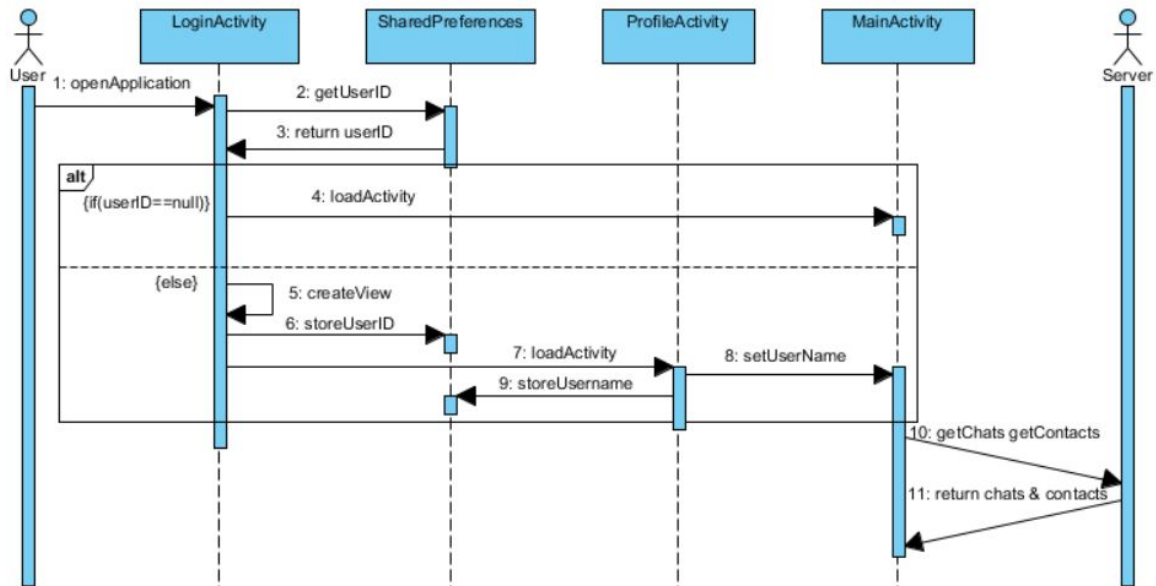 LoginActivity
SharedPreferences
ProfileActivity
MainActivity
User
Server
1: openApplication
2: getUserID
3: return userID
alt
{if(userID==null)}
4: loadActivity
{else}
5: createView
6: storeUserID
7: loadActivity
8: setUserName
9: storeUsername
10: getChats getContacts
11: return chats & contacts